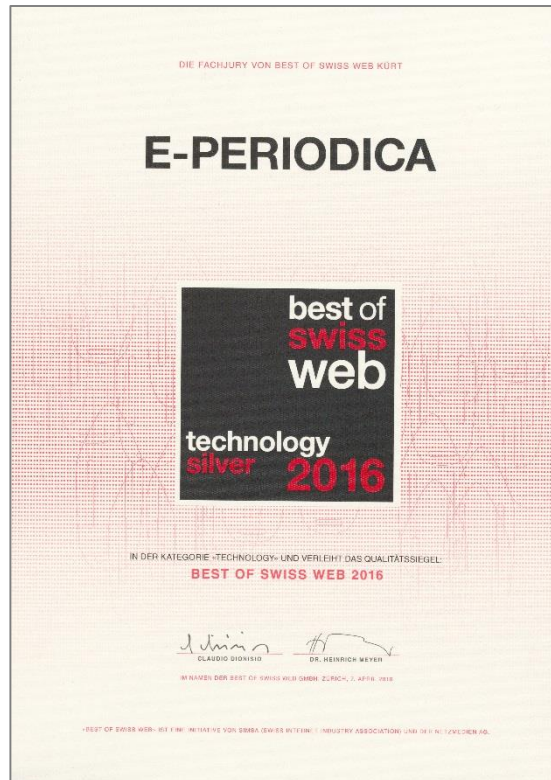 DIE FACHJURY VON BEST OF SWISS WEB KÜRT
E-PERIODICA
best of
swiss
web
technology
silver 2016
IN DER KATEGORIE «TECHNOLOGY» UND VERLEIHT DAS QUALITÄTSSIEGEL:
BEST OF SWISS WEB 2016
CLAUDIO DIONISIO DR. HEINRICH MEYER
IM NAMEN DER BEST OF SWISS WEB GMBH, ZÜRICH, 7. APRIL 2016
«BEST OF SWISS WEB» IST EINE INITIATIVE VON SIMSA (SWISS INTERNET INDUSTRY ASSOCIATION) UND DER NETZMEDIEN AG.